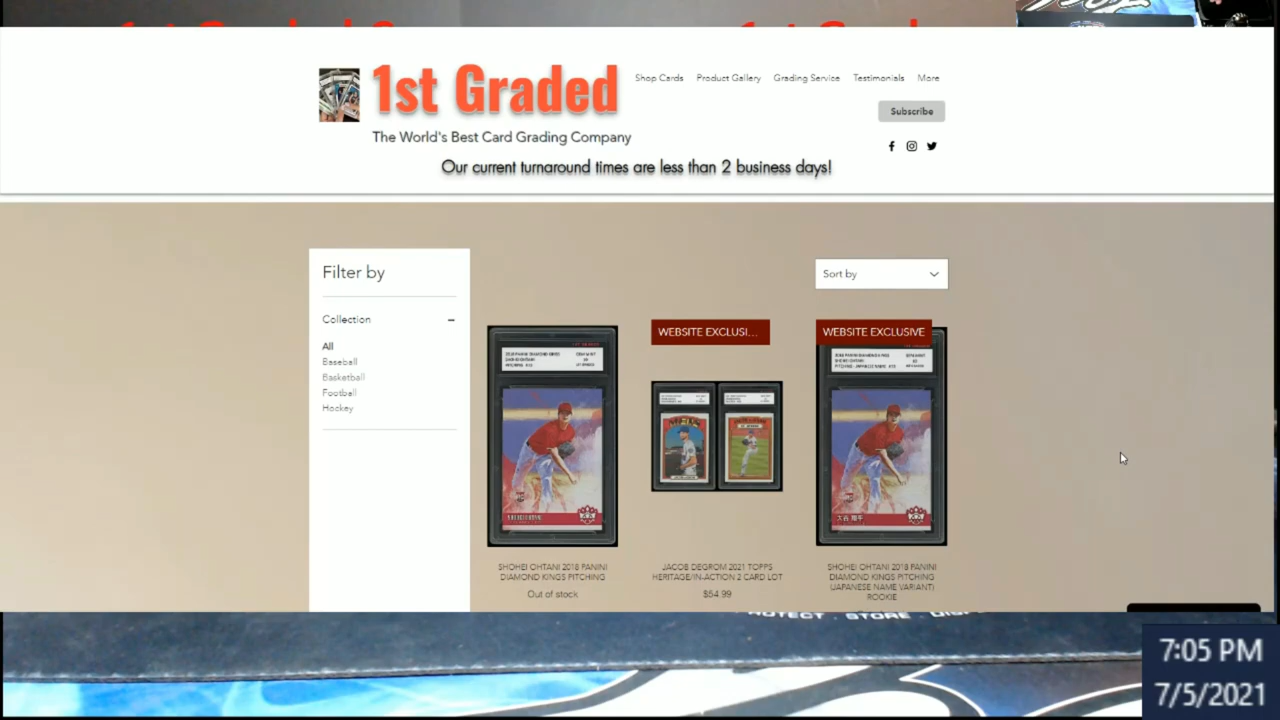 1st Graded
Shop Cards Product Gallery Grading Service Testimonials More
Subscribe
The World's Best Card Grading Company
Our current turnaround times are less than 2 business days!
Filter by
Sort by
Collection
All
Baseball
Basketball
Football
Hockey
WEBSITE EXCLUSI...
WEBSITE EXCLUSIVE
SHOHEI OHTANI 2018 PANINI
DIAMOND KINGS PITCHING
Out of stock
JACOB DEGROM 2021 TOPPS
HERITAGE/IN-ACTION 2 CARD LOT
$54.99
SHOHEI OHTANI 2018 PANINI
DIAMOND KINGS PITCHING
(JAPANESE NAME VARIANT)
ROOKIE
STORE
7:05 PM
7/5/2021